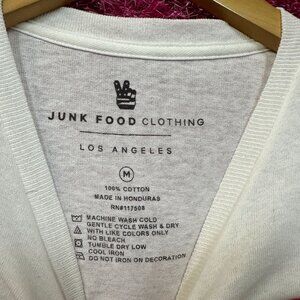 JUNK FOOD CLOTHING
LOS ANGELES
M
100% COTTON
MADE IN HONDURAS
RN#117508
MACHINE WASH COLD
GENTLE CYCLE WASH & DRY
WITH LIKE COLORS ONLY
NO BLEACH
TUMBLE DRY LOW
COOL IRON
DO NOT IRON ON DECORATION